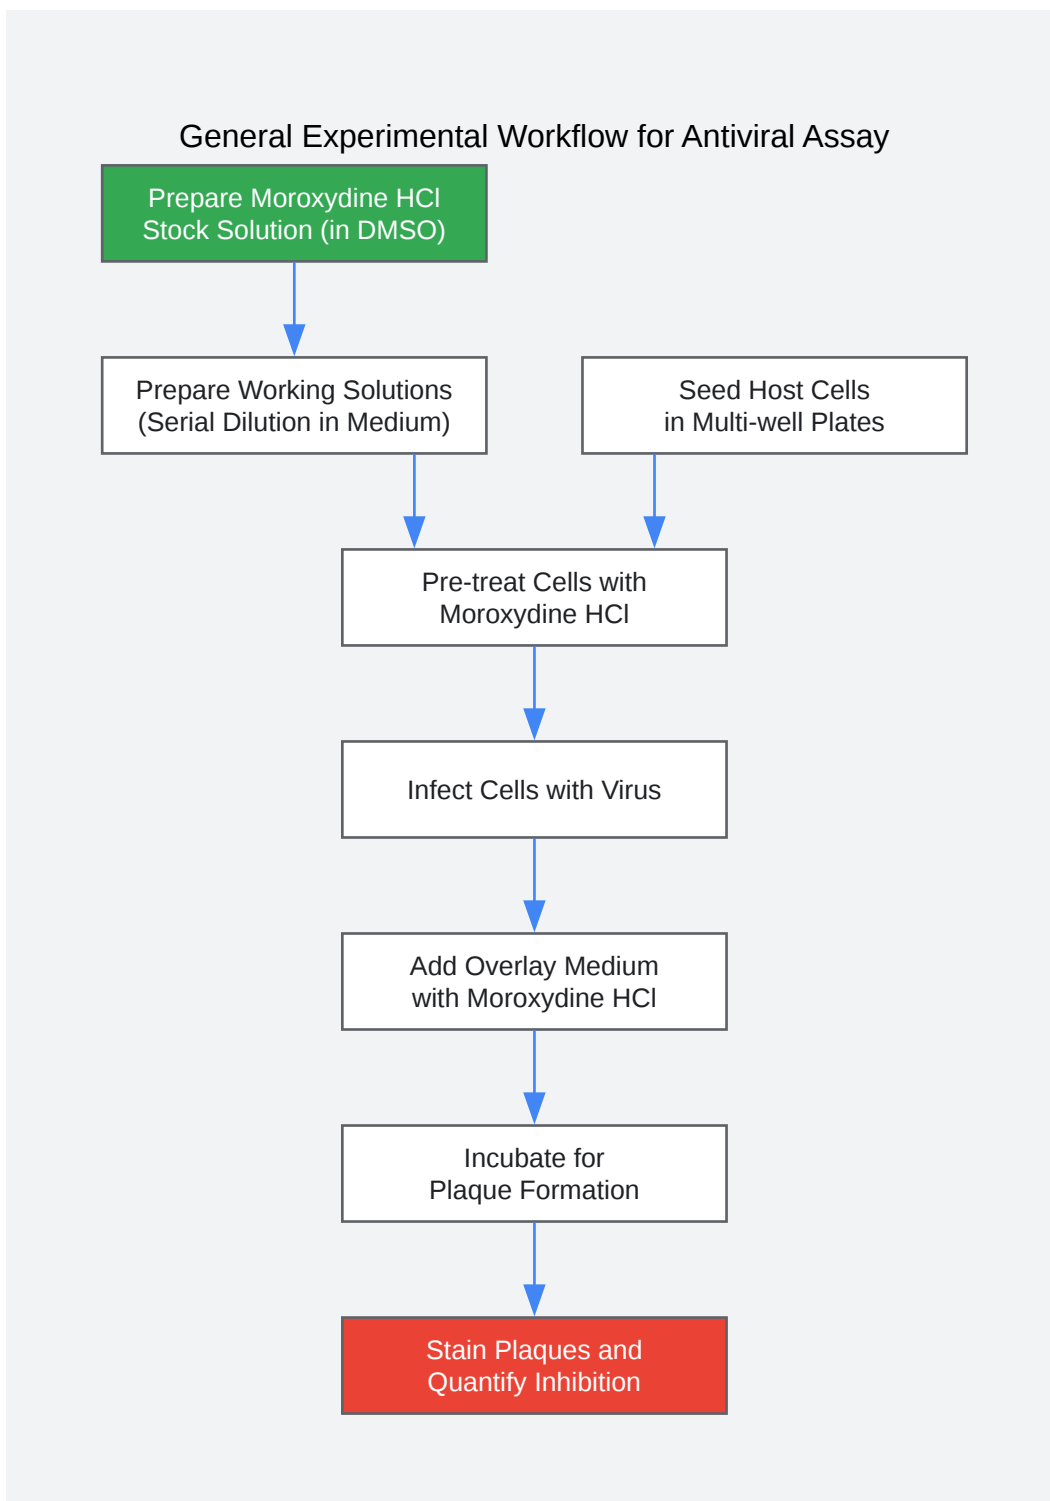 General Experimental Workflow for Antiviral Assay
Prepare Moroxydine HCl
Stock Solution (in DMSO)
Prepare Working Solutions
(Serial Dilution in Medium)
Seed Host Cells
in Multi-well Plates
Pre-treat Cells with
Moroxydine HCl
Infect Cells with Virus
Add Overlay Medium
with Moroxydine HCl
Incubate for
Plaque Formation
Stain Plaques and
Quantify Inhibition